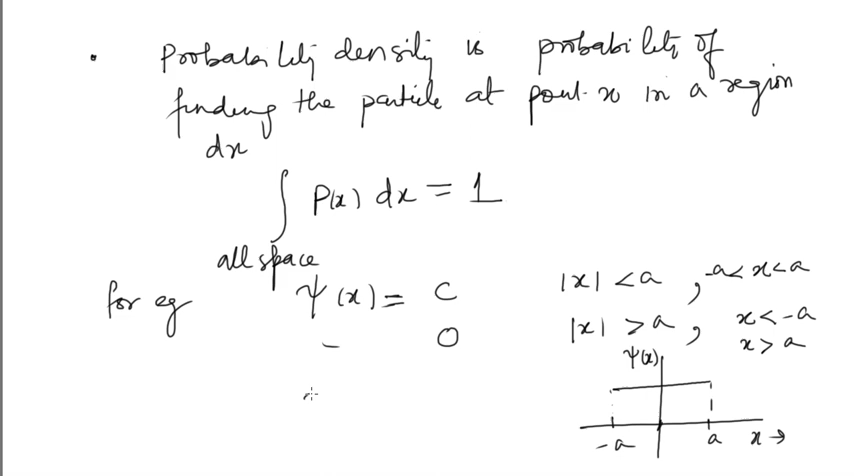 . Probability density is probability of
finding the particle at point x in a region
dx
∫ P(x) dx = 1
all space
for eg ψ(x) = C |x| < a , -a < x < a
– 0 |x| > a , x < -a
x > a
ψ(x)
-a a x →